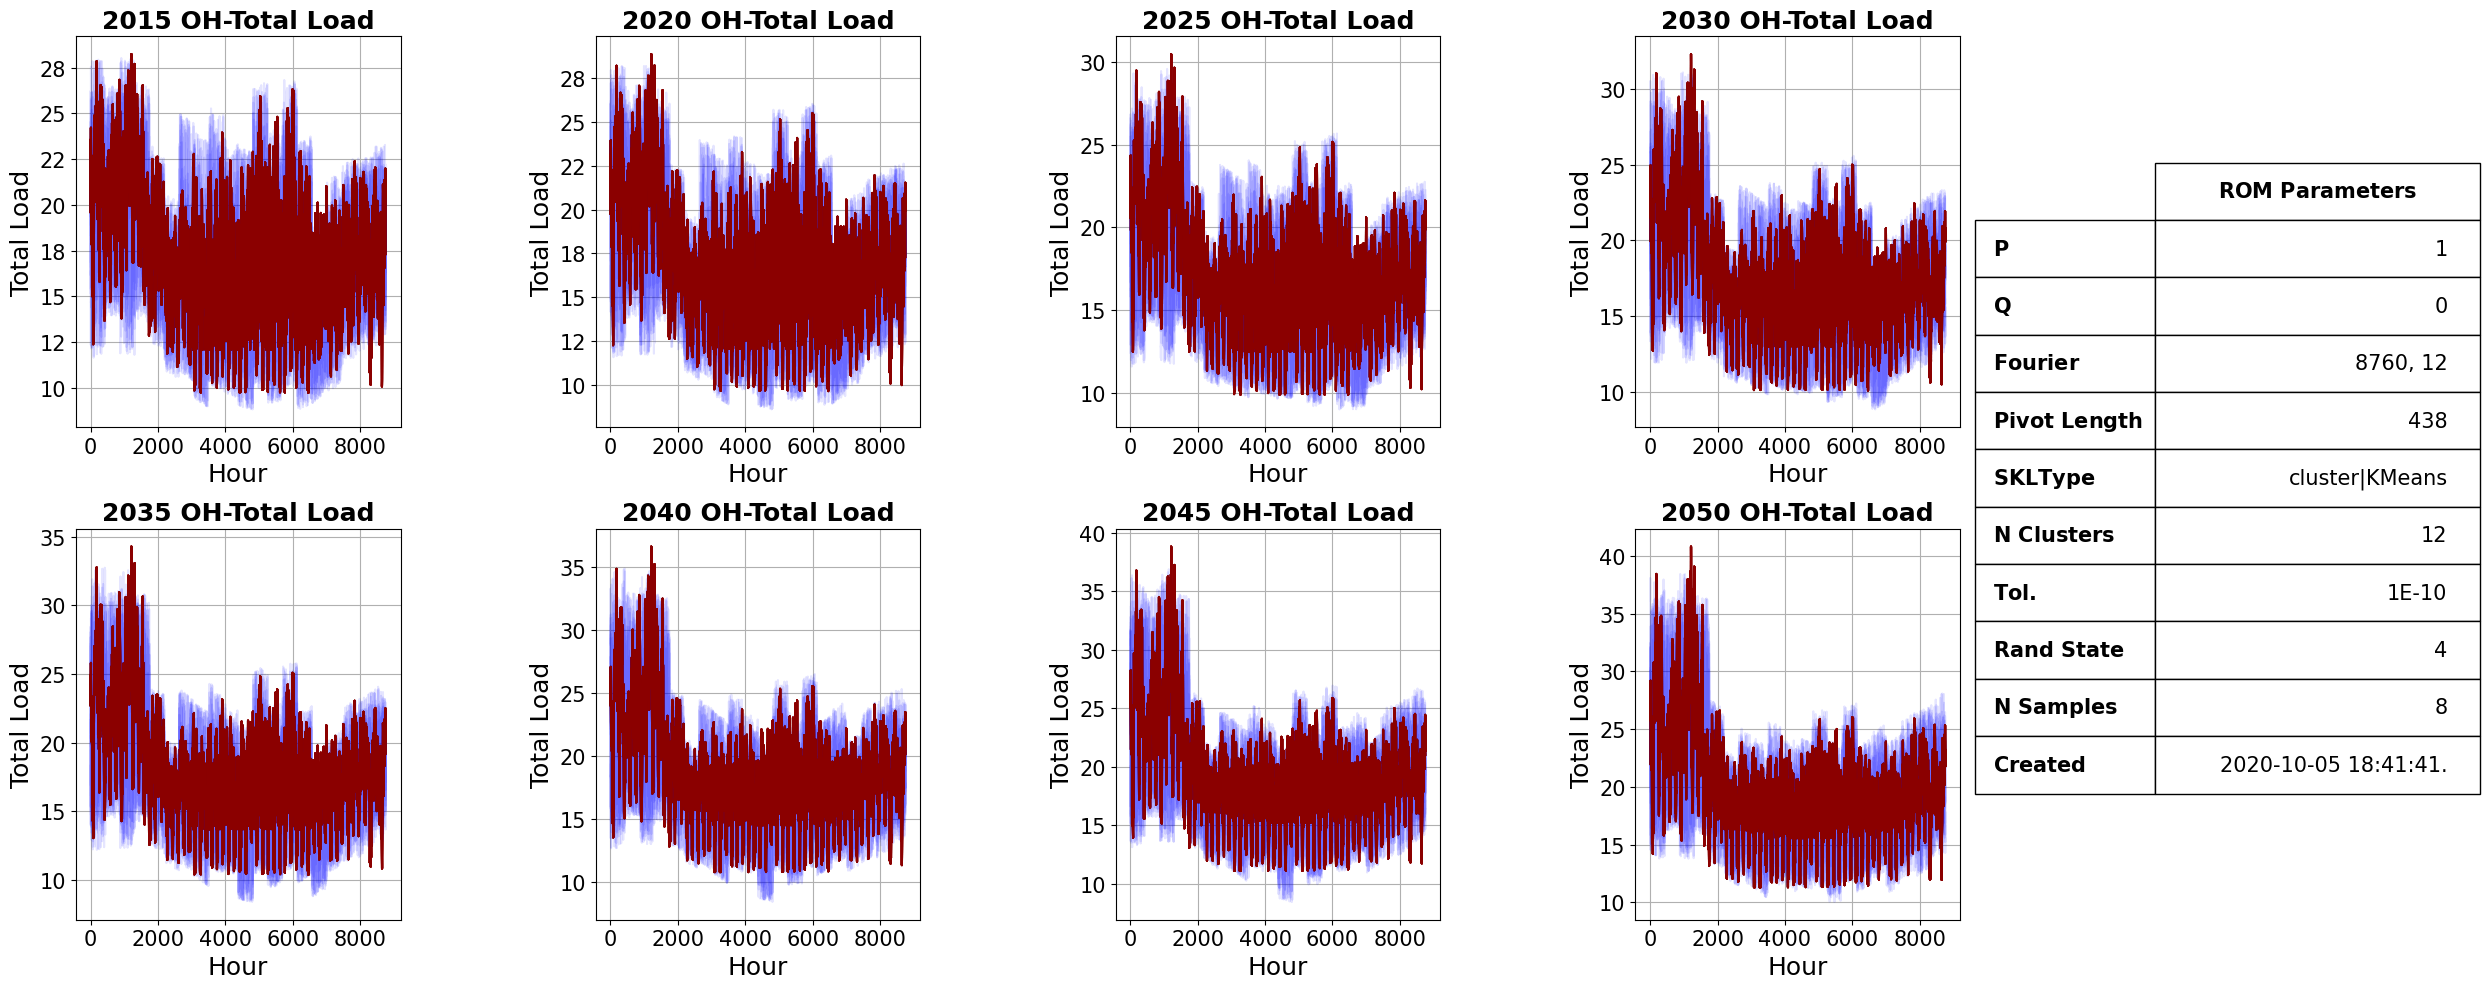 2015 OH-Total Load
Total Load
28
25
22
20
18
15
12
10
0 2000 4000 6000 8000
Hour
2020 OH-Total Load
Total Load
28
25
22
20
18
15
12
10
0 2000 4000 6000 8000
Hour
2025 OH-Total Load
Total Load
30
25
20
15
10
0 2000 4000 6000 8000
Hour
2030 OH-Total Load
Total Load
30
25
20
15
10
0 2000 4000 6000 8000
Hour
2035 OH-Total Load
Total Load
35
30
25
20
15
10
0 2000 4000 6000 8000
Hour
2040 OH-Total Load
Total Load
35
30
25
20
15
10
0 2000 4000 6000 8000
Hour
2045 OH-Total Load
Total Load
40
35
30
25
20
15
10
0 2000 4000 6000 8000
Hour
2050 OH-Total Load
Total Load
40
35
30
25
20
15
10
0 2000 4000 6000 8000
Hour
ROM Parameters
P 1
Q 0
Fourier 8760, 12
Pivot Length 438
SKLType cluster|KMeans
N Clusters 12
Tol. 1E-10
Rand State 4
N Samples 8
Created 2020-10-05 18:41:41.